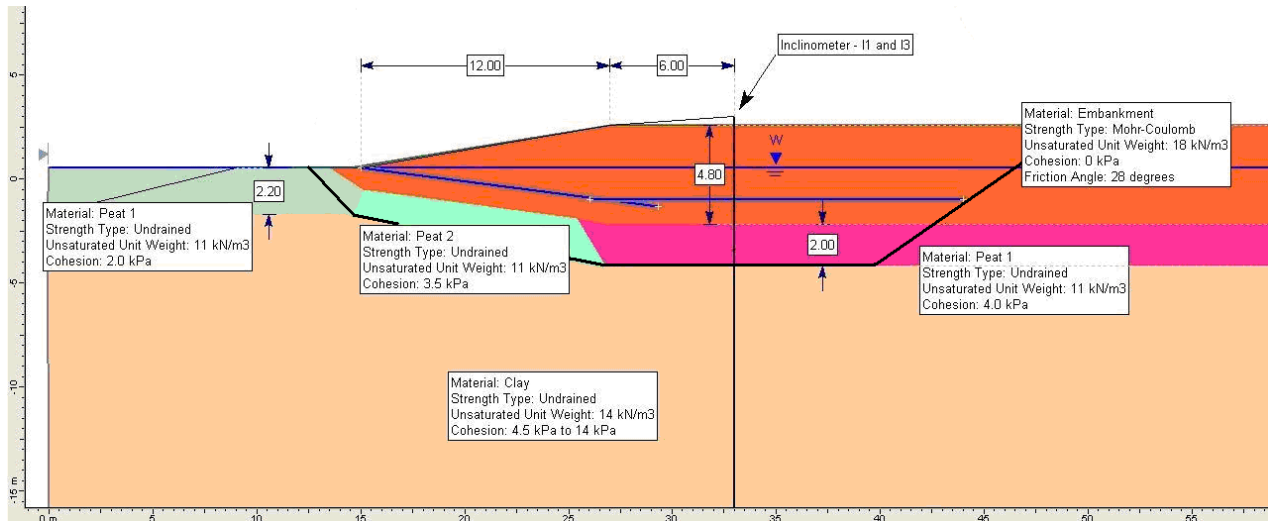 Inclinometer - I1 and I3
12.00
6.00
Material: Embankment
Strength Type: Mohr-Coulomb
Unsaturated Unit Weight: 18 kN/m3
Cohesion: 0 kPa
Friction Angle: 28 degrees
W
4.80
2.20
Material: Peat 1
Strength Type: Undrained
Unsaturated Unit Weight: 11 kN/m3
Cohesion: 2.0 kPa
Material: Peat 2
Strength Type: Undrained
Unsaturated Unit Weight: 11 kN/m3
Cohesion: 3.5 kPa
2.00
Material: Peat 1
Strength Type: Undrained
Unsaturated Unit Weight: 11 kN/m3
Cohesion: 4.0 kPa
Material: Clay
Strength Type: Undrained
Unsaturated Unit Weight: 14 kN/m3
Cohesion: 4.5 kPa to 14 kPa
5
0
-5
-10
-15 m
0 m 5 10 15 20 25 30 35 40 45 50 55